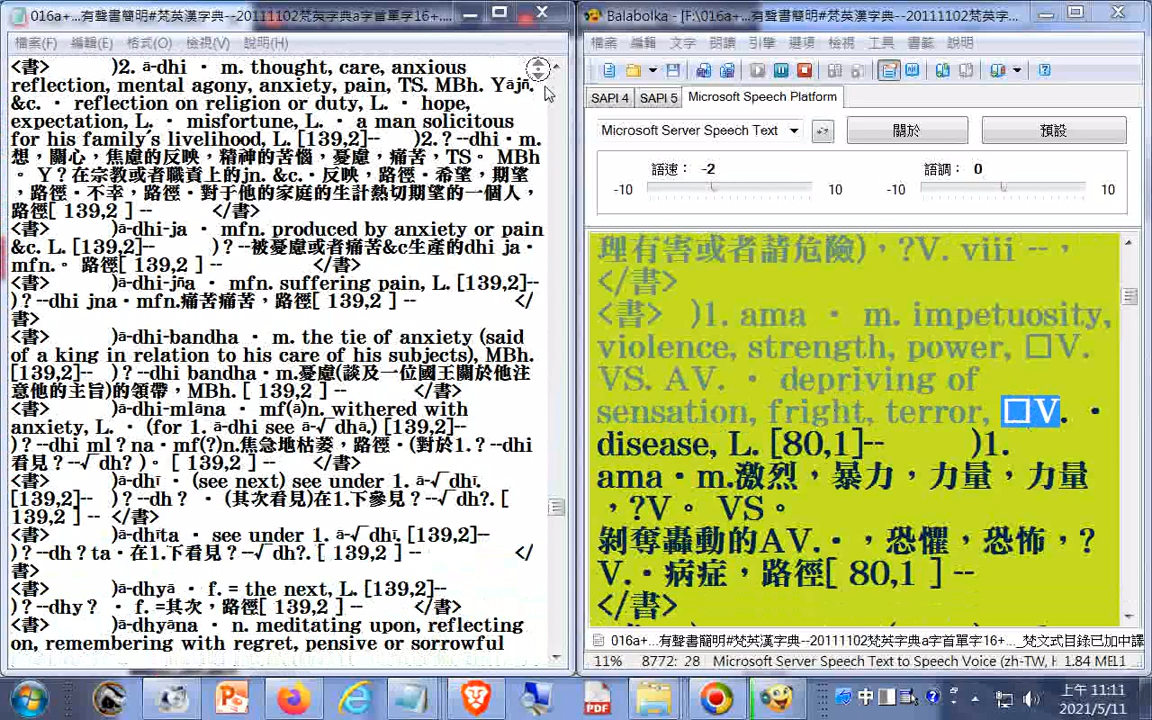 016a+...有聲書簡明#梵英漢字典--20111102梵英字典a字首單字16+...
檔案(F) 編輯(E) 格式(O) 檢視(V) 說明(H)
<書> )2. ā-dhi ‧ m. thought, care, anxious
reflection, mental agony, anxiety, pain, TS. MBh. Yājñ.
&c. ‧ reflection on religion or duty, L. ‧ hope,
expectation, L. ‧ misfortune, L. ‧ a man solicitous
for his family's livelihood, L. [139,2]-- )2.?--dhi‧m.
想，關心，焦慮的反映，精神的苦惱，憂慮，痛苦，TS。 MBh
。 Y？在宗教或者職責上的jn. &c.‧反映，路徑‧希望，期望
，路徑‧不幸，路徑‧對于他的家庭的生計熱切期望的一個人，
路徑[ 139,2 ] -- </書>
<書> )ā-dhi-ja ‧ mfn. produced by anxiety or pain
&c. L. [139,2]-- )？--被憂慮或者痛苦&c生產的dhi ja‧
mfn.。 路徑[ 139,2 ] -- </書>
<書> )ā-dhi-jña ‧ mfn. suffering pain, L. [139,2]--
)？--dhi jna‧mfn.痛苦痛苦，路徑[ 139,2 ] -- </
書>
<書> )ā-dhi-bandha ‧ m. the tie of anxiety (said
of a king in relation to his care of his subjects), MBh.
[139,2]-- )？--dhi bandha‧m.憂慮(談及一位國王關於他注
意他的主旨)的領帶，MBh. [ 139,2 ] -- </書>
<書> )ā-dhi-mlāna ‧ mf(ā)n. withered with
anxiety, L. ‧ (for 1. ā-dhi see ā-√dhā.) [139,2]--
)？--dhi ml？na‧mf(?)n.焦急地枯萎，路徑‧(對於1.？--dhi
看見？--√dh? )。 [ 139,2 ] -- </書>
<書> )ā-dhī ‧ (see next) see under 1. ā-√dhī.
[139,2]-- )？--dh？ ‧ (其次看見)在1.下參見？--√dh?. [
139,2 ] -- </書>
<書> )ā-dhīta ‧ see under 1. ā-√dhī. [139,2]--
)？--dh？ta‧在1.下看見？--√dh?. [ 139,2 ] -- </
書>
<書> )ā-dhyā ‧ f. = the next, L. [139,2]--
)？--dhy？ ‧ f. =其次，路徑[ 139,2 ] -- </書>
<書> )ā-dhyāna ‧ n. meditating upon, reflecting
on, remembering with regret, pensive or sorrowful
Balabolka - [F:\016a+...有聲書簡明#梵英漢字典--20111102梵英字...
檔案 編輯 文字 朗讀 引擎 選項 檢視 工具 書籤 說明
SAPI 4 SAPI 5 Microsoft Speech Platform
Microsoft Server Speech Text 關於 預設
語速： -2 語調： 0
-10 10 -10 10
理有害或者諸危險)，?V. viii --，
</書>
<書> )1. ama ‧ m. impetuosity,
violence, strength, power, □V.
VS. AV. ‧ depriving of
sensation, fright, terror, □V. ‧
disease, L. [80,1]-- )1.
ama‧m.激烈，暴力，力量，力量
，?V。 VS。
剝奪轟動的AV.‧，恐懼，恐怖，?
V.‧病症，路徑[ 80,1 ] --
</書>
016a+...有聲書簡明#梵英漢字典--20111102梵英字典a字首單字16+..._梵文式目錄已加中譯
11% 8772: 28 Microsoft Server Speech Text to Speech Voice (zh-TW, H 1.84 MB
中
上午 11:11
2021/5/11